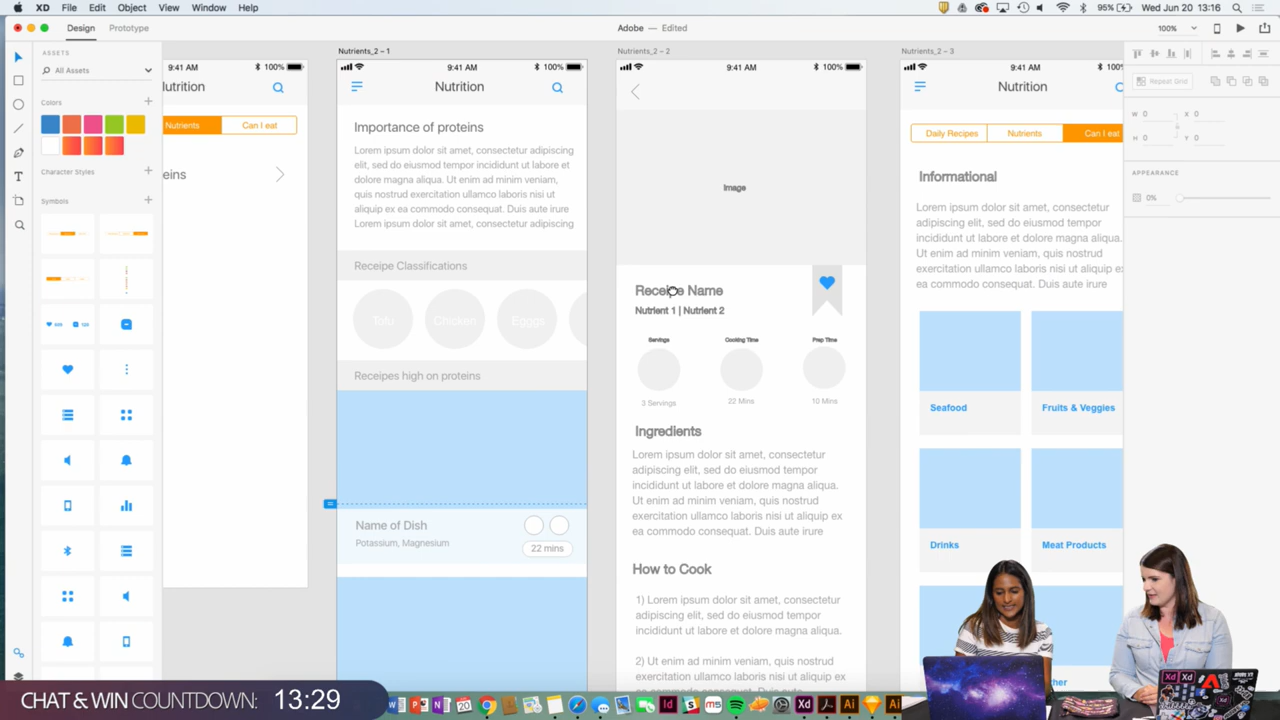 XD File Edit Object View Window Help
95% Wed Jun 20 13:16
Design Prototype
Adobe – Edited
100%
ASSETS
All Assets
Colors
Character Styles
Symbols
Nutrients_2 – 1
Nutrients_2 – 2
Nutrients_2 – 3
9:41 AM 100%
lutrition
Nutrients Can I eat
eins
9:41 AM 100%
Nutrition
Importance of proteins
Lorem ipsum dolor sit amet, consectetur
elit, sed do eiusmod tempor incididunt ut labore et
dolore magna aliqua. Ut enim ad minim veniam,
quis nostrud exercitation ullamco laboris nisi ut
aliquip ex ea commodo consequat. Duis aute irure
Lorem ipsum dolor sit amet, consectetur adipiscing
Receipe Classifications
Tofu Chicken Egggs
Receipes high on proteins
Name of Dish
Potassium, Magnesium
22 mins
9:41 AM 100%
Image
Receipe Name
Nutrient 1 | Nutrient 2
Servings Cooking Time Prep Time
3 Servings 22 Mins 10 Mins
Ingredients
Lorem ipsum dolor sit amet, consectetur
adipiscing elit, sed do eiusmod tempor
incididunt ut labore et dolore magna aliqua.
Ut enim ad minim veniam, quis nostrud
exercitation ullamco laboris nisi ut aliquip ex
ea commodo consequat. Duis aute irure
How to Cook
1) Lorem ipsum dolor sit amet, consectetur
adipiscing elit, sed do eiusmod tempor
incididunt ut labore et dolore magna aliqua.
2) Ut enim ad minim veniam, quis nostrud
9:41 AM 100
Nutrition
Daily Recipes Nutrients Can I eat
Informational
Lorem ipsum dolor sit amet, consectetur
adipiscing elit, sed do eiusmod tempor
incididunt ut labore et dolore magna aliqua.
Ut enim ad minim veniam, quis nostrud
exercitation ullamco laboris nisi ut aliquip ex
ea commodo consequat. Duis aute irure
Seafood Fruits & Veggies
Drinks Meat Products
ther
Repeat Grid
W 0 X 0
H 0 Y 0
APPEARANCE
0%
CHAT & WIN COUNTDOWN: 13:29